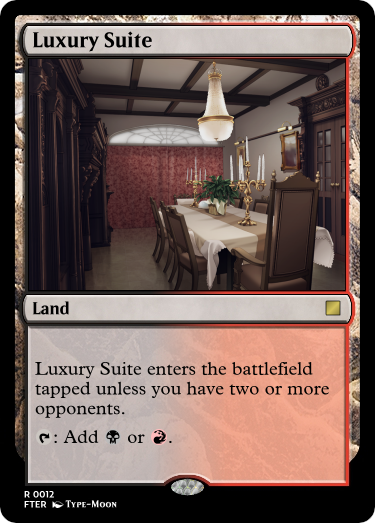 Luxury Suite
Land
Luxury Suite enters the battlefield
tapped unless you have two or more
opponents.
: Add or .
R 0012
FTER Type-Moon